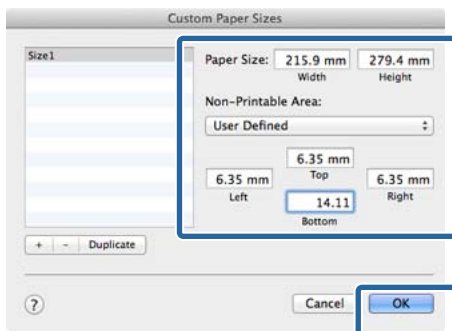 Custom Paper Sizes
Size1
Paper Size: 215.9 mm 279.4 mm
Width Height
Non-Printable Area:
User Defined
6.35 mm
6.35 mm Top 6.35 mm
Left 14.11 Right
Bottom
+ - Duplicate
? Cancel OK